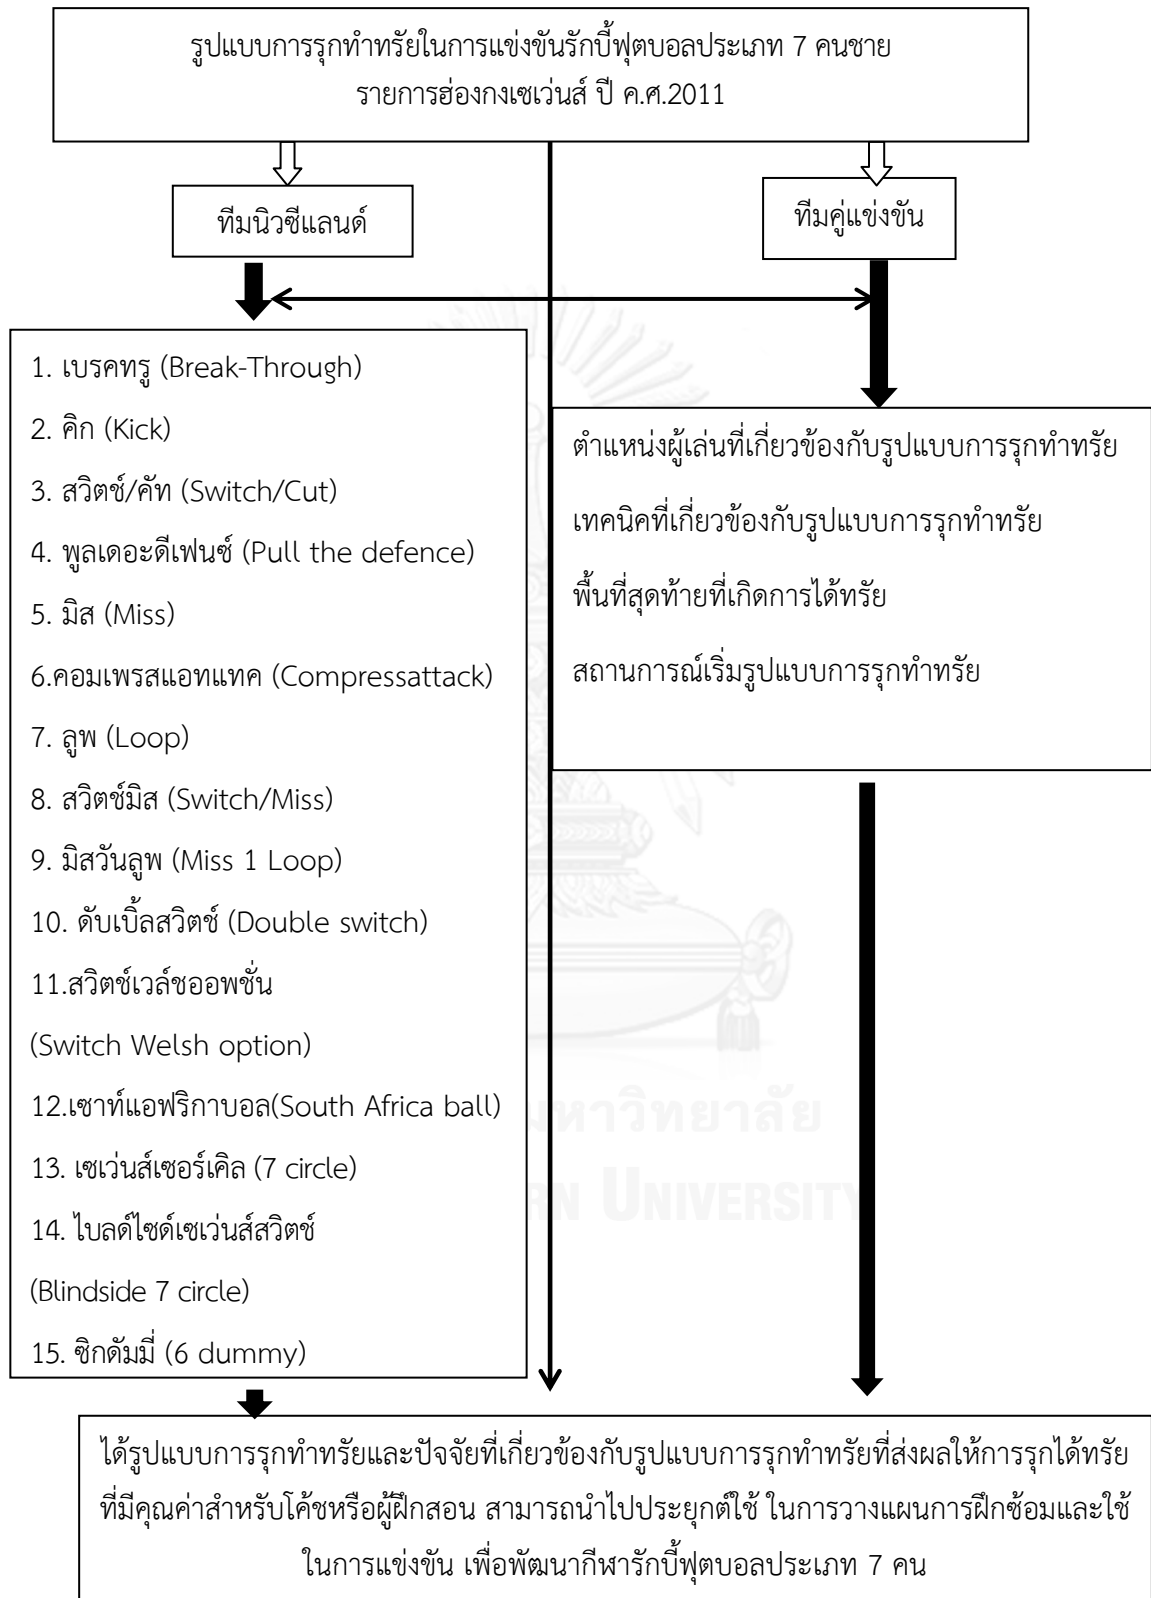 รูปแบบการรุกทำทรัยในการแข่งขันรักบี้ฟุตบอลประเภท 7 คนชาย
รายการฮ่องกงเซเว่นส์ ปี ค.ศ.2011
ทีมนิวซีแลนด์
ทีมคู่แข่งขัน
1. เบรคทรู (Break-Through)
2. คิก (Kick)
3. สวิตช์/คัท (Switch/Cut)
4. พูลเดอะดีเฟนซ์ (Pull the defence)
5. มิส (Miss)
6.คอมเพรสแอทแทค (Compressattack)
7. ลูพ (Loop)
8. สวิตช์มิส (Switch/Miss)
9. มิสวันลูพ (Miss 1 Loop)
10. ดับเบิ้ลสวิตช์ (Double switch)
11.สวิตช์เวล์ชออพชั่น
(Switch Welsh option)
12.เซาท์แอฟริกาบอล(South Africa ball)
13. เซเว่นส์เซอร์เคิล (7 circle)
14. ไบลด์ไซด์เซเว่นส์สวิตช์
(Blindside 7 circle)
15. ซิกดัมมี่ (6 dummy)
ตำแหน่งผู้เล่นที่เกี่ยวข้องกับรูปแบบการรุกทำทรัย
เทคนิคที่เกี่ยวข้องกับรูปแบบการรุกทำทรัย
พื้นที่สุดท้ายที่เกิดการได้ทรัย
สถานการณ์เริ่มรูปแบบการรุกทำทรัย
มหาวิทยาลัย
UNIVERSITY
ได้รูปแบบการรุกทำทรัยและปัจจัยที่เกี่ยวข้องกับรูปแบบการรุกทำทรัยที่ส่งผลให้การรุกได้ทรัย
ที่มีคุณค่าสำหรับโค้ชหรือผู้ฝึกสอน สามารถนำไปประยุกต์ใช้ ในการวางแผนการฝึกซ้อมและใช้
ในการแข่งขัน เพื่อพัฒนากีฬารักบี้ฟุตบอลประเภท 7 คน